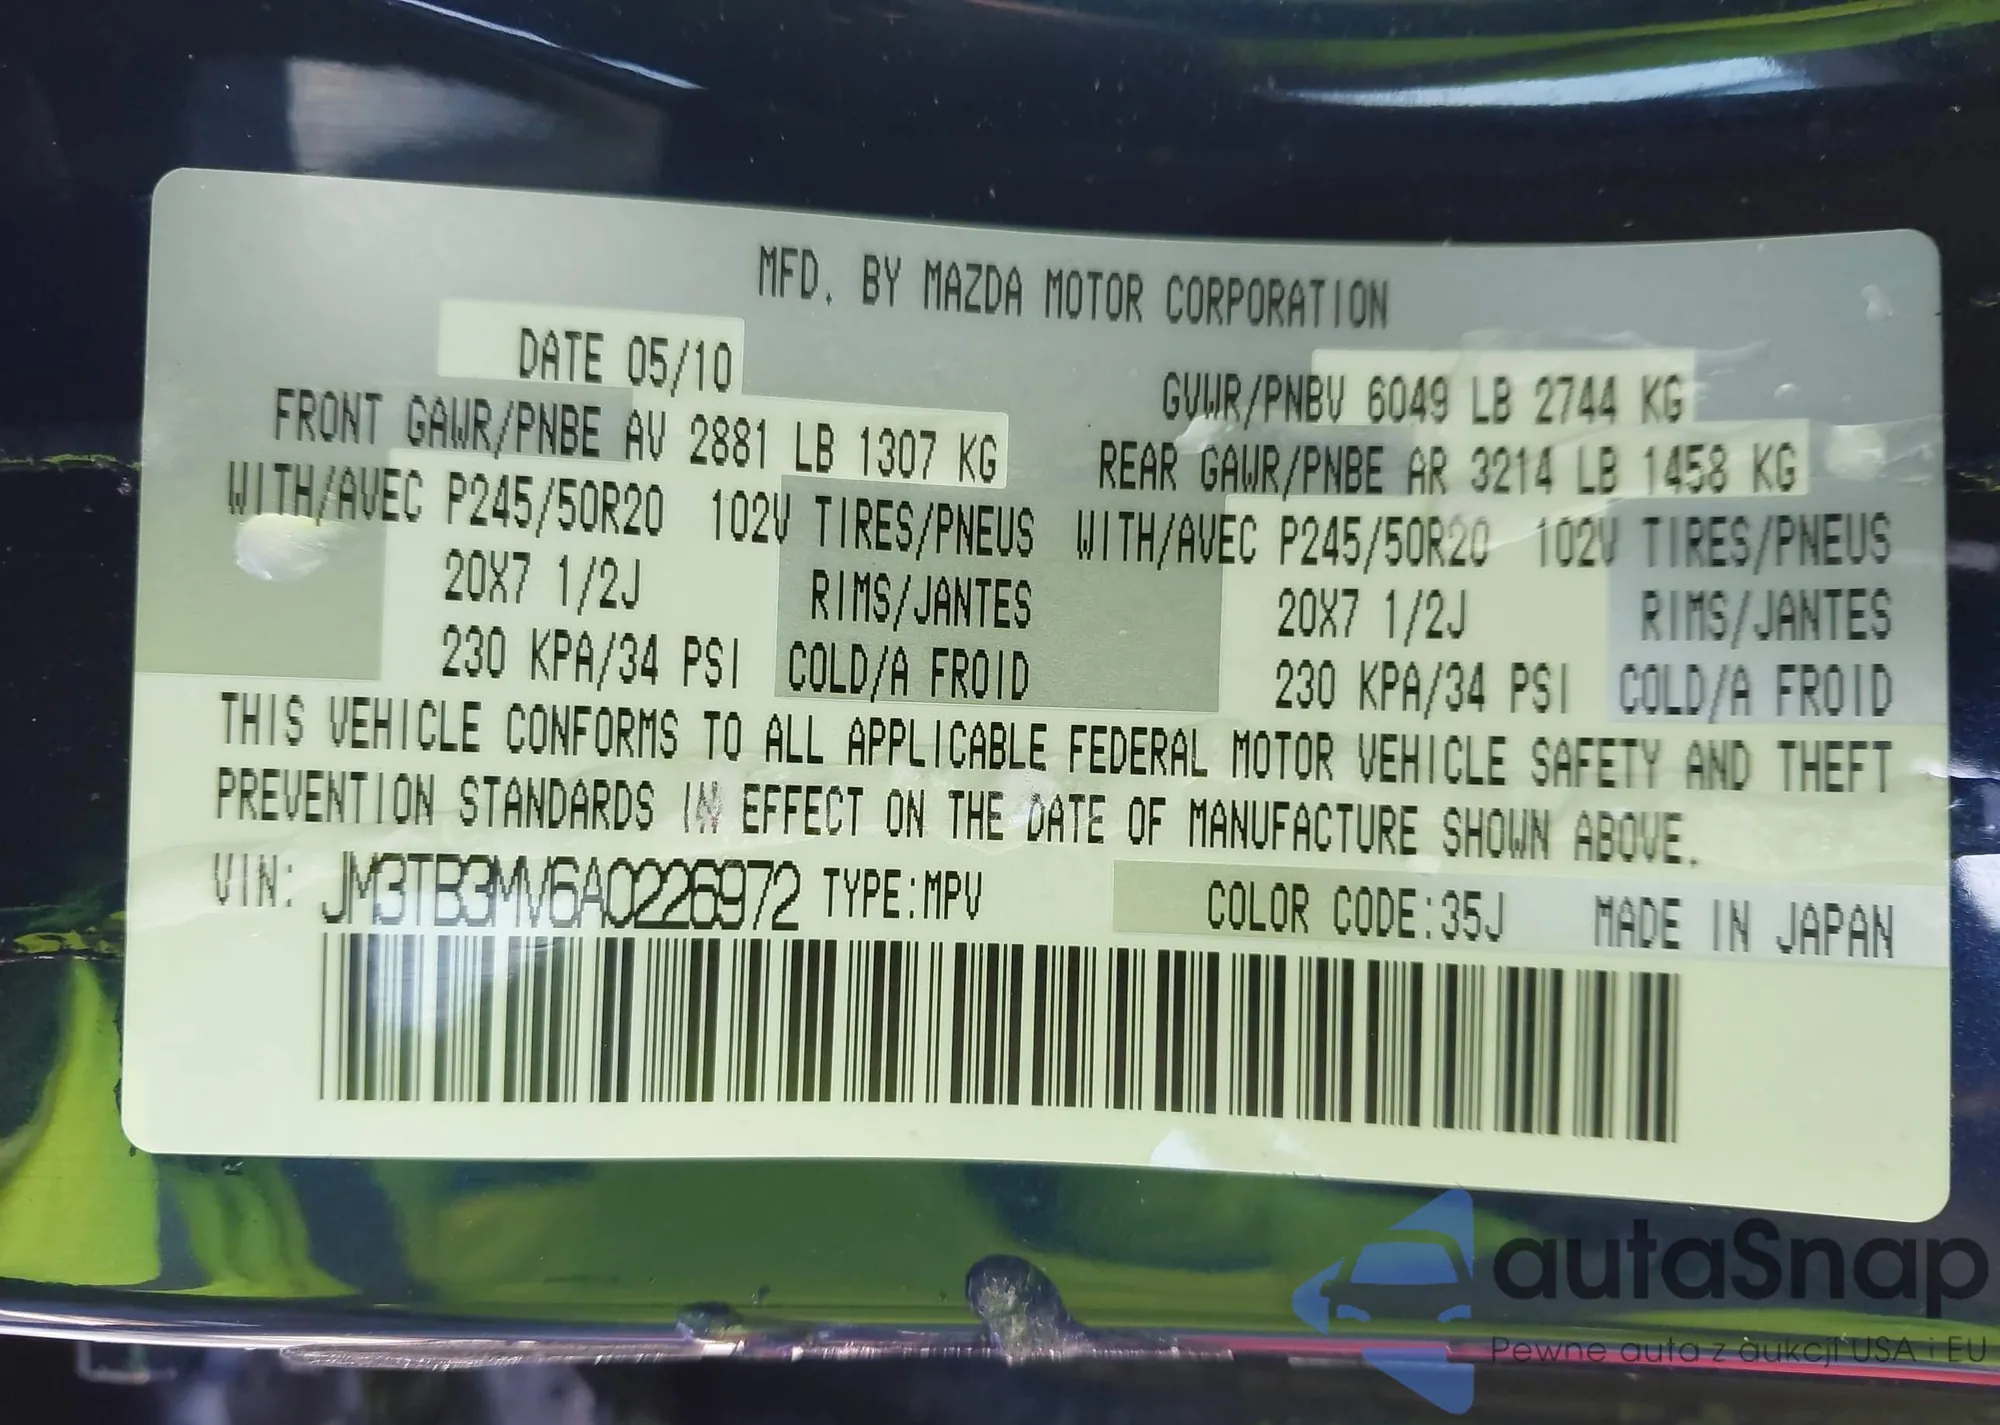 MFD. BY MAZDA MOTOR CORPORATION
DATE 05/10
GVWR/PNBV 6049 LB 2744 KG
FRONT GAWR/PNBE AV 2881 LB 1307 KG
REAR GAWR/PNBE AR 3214 LB 1458 KG
WITH/AVEC P245/50R20 102V TIRES/PNEUS
WITH/AVEC P245/50R20 102V TIRES/PNEUS
20X7 1/2J RIMS/JANTES
20X7 1/2J RIMS/JANTES
230 KPA/34 PSI COLD/A FROID
230 KPA/34 PSI COLD/A FROID
THIS VEHICLE CONFORMS TO ALL APPLICABLE FEDERAL MOTOR VEHICLE SAFETY AND THEFT
PREVENTION STANDARDS IN EFFECT ON THE DATE OF MANUFACTURE SHOWN ABOVE.
VIN: JM3TB3MV6A0226972 TYPE:MPV COLOR CODE:35J MADE IN JAPAN
autaSnap
Pewne auta z aukcji USA i EU